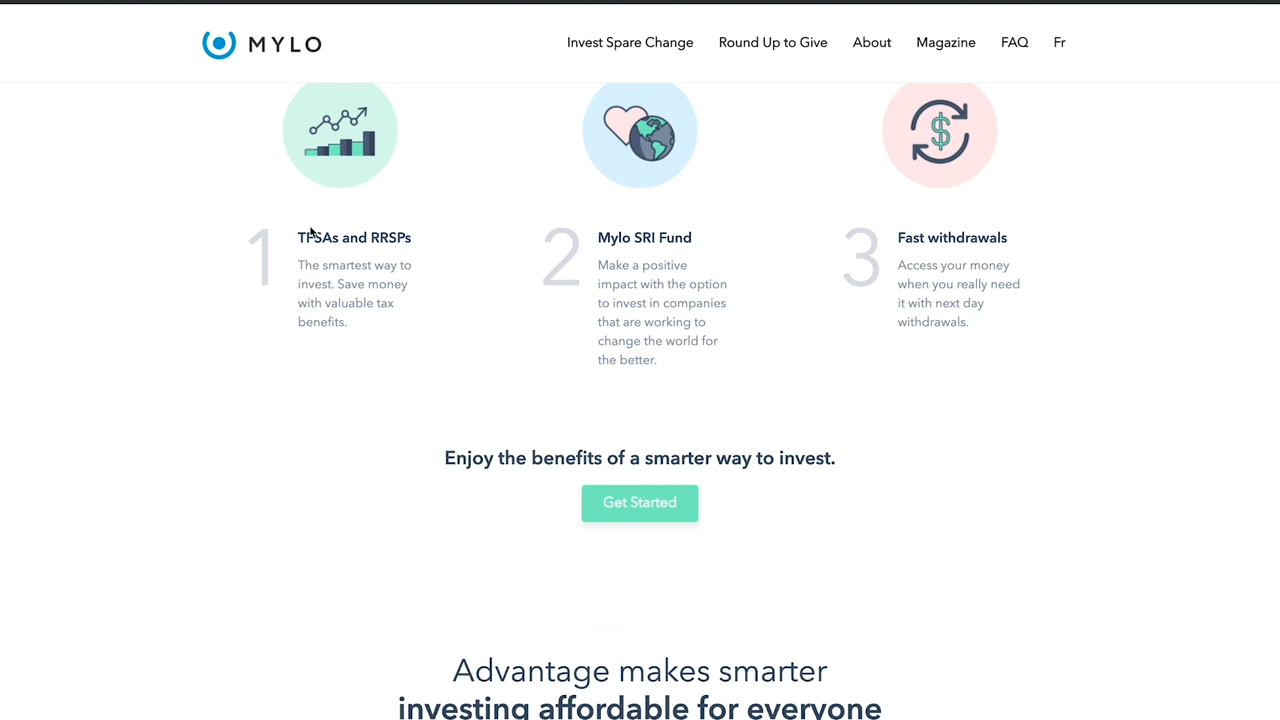 MYLO
Invest Spare Change
Round Up to Give
About
Magazine
FAQ
Fr
$
1
TFSAs and RRSPs
The smartest way to
invest. Save money
with valuable tax
benefits.
2
Mylo SRI Fund
Make a positive
impact with the option
to invest in companies
that are working to
change the world for
the better.
3
Fast withdrawals
Access your money
when you really need
it with next day
withdrawals.
Enjoy the benefits of a smarter way to invest.
Get Started
Advantage makes smarter
investing affordable for everyone